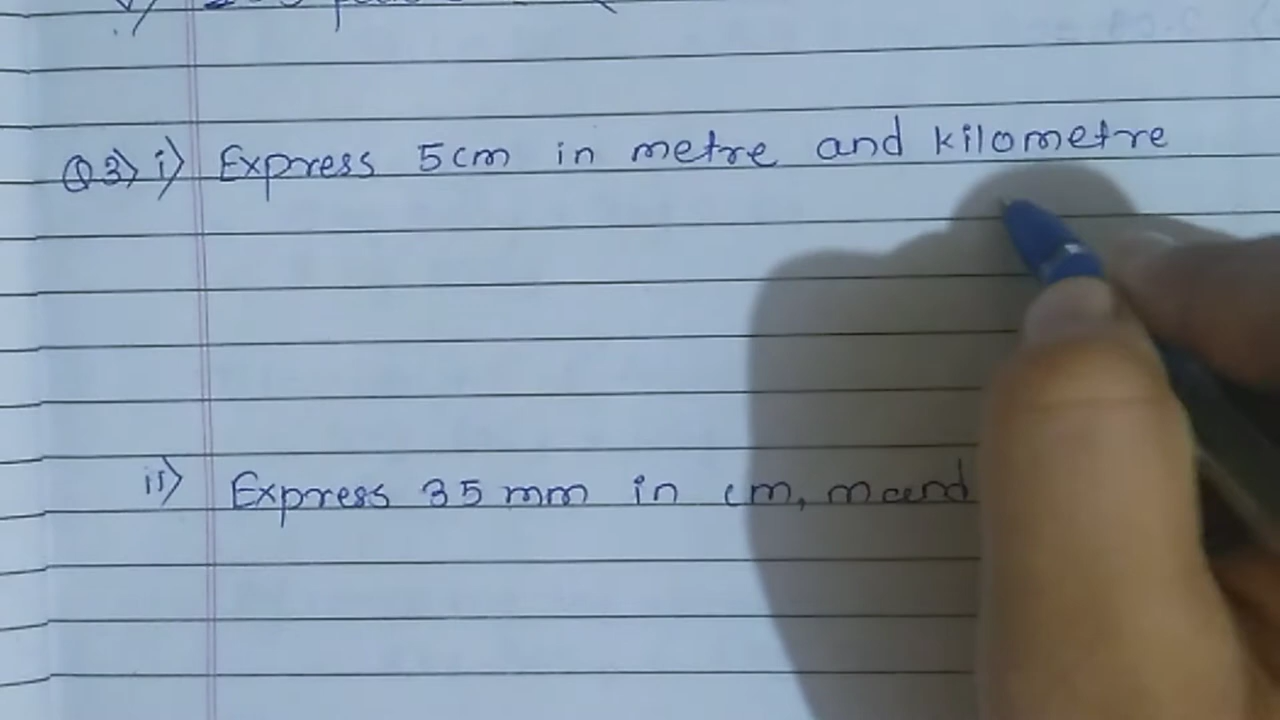 Q3) i) Express 5cm in metre and kilometre
ii) Express 35 mm in cm, m and